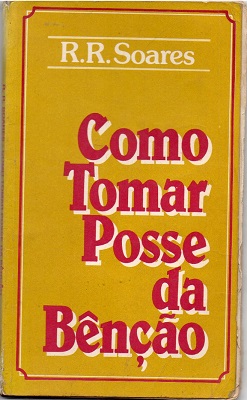 R.R. Soares
Como
Tomar
Posse
da
Bênção